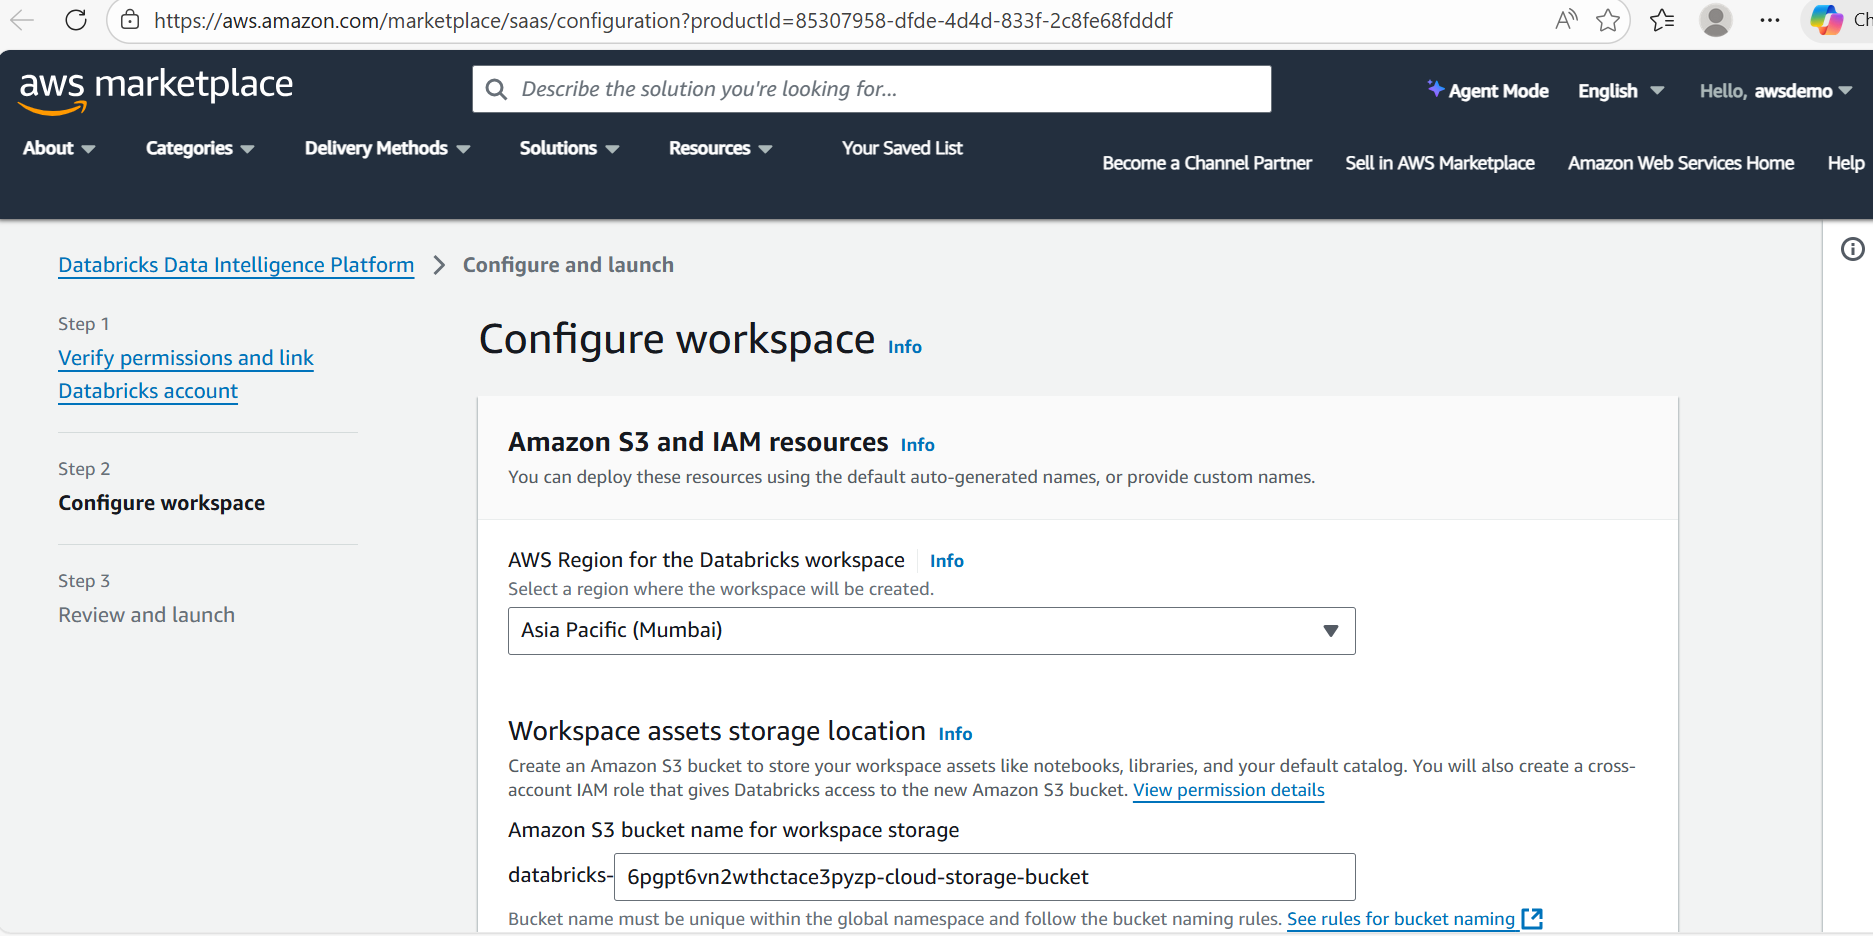 https://aws.amazon.com/marketplace/saas/configuration?productId=85307958-dfde-4d4d-833f-2c8fe68fdddf
aws marketplace
Describe the solution you're looking for...
Agent Mode English Hello, awsdemo
About Categories Delivery Methods Solutions Resources Your Saved List
Become a Channel Partner Sell in AWS Marketplace Amazon Web Services Home Help
Databricks Data Intelligence Platform > Configure and launch
Step 1
Verify permissions and link
Databricks account
Step 2
Configure workspace
Step 3
Review and launch
Configure workspace Info
Amazon S3 and IAM resources Info
You can deploy these resources using the default auto-generated names, or provide custom names.
AWS Region for the Databricks workspace Info
Select a region where the workspace will be created.
Asia Pacific (Mumbai)
Workspace assets storage location Info
Create an Amazon S3 bucket to store your workspace assets like notebooks, libraries, and your default catalog. You will also create a cross-
account IAM role that gives Databricks access to the new Amazon S3 bucket. View permission details
Amazon S3 bucket name for workspace storage
databricks- 6pgpt6vn2wthctace3pyzp-cloud-storage-bucket
Bucket name must be unique within the global namespace and follow the bucket naming rules. See rules for bucket naming